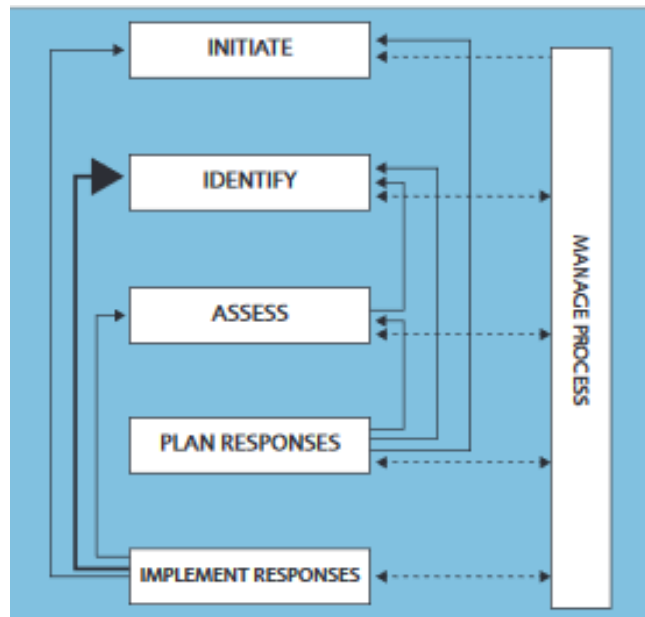 INITIATE
IDENTIFY
ASSESS
PLAN RESPONSES
IMPLEMENT RESPONSES
MANAGE PROCESS